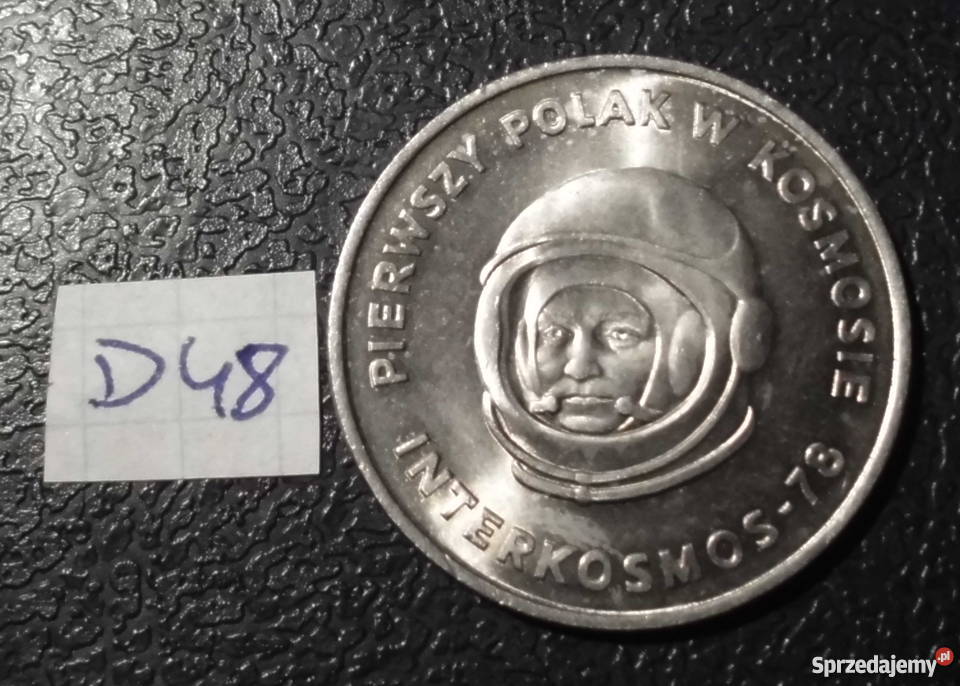 D48
PIERWSZY POLAK W KOSMOSIE
INTERKOSMOS-78
Sprzedajemy.pl